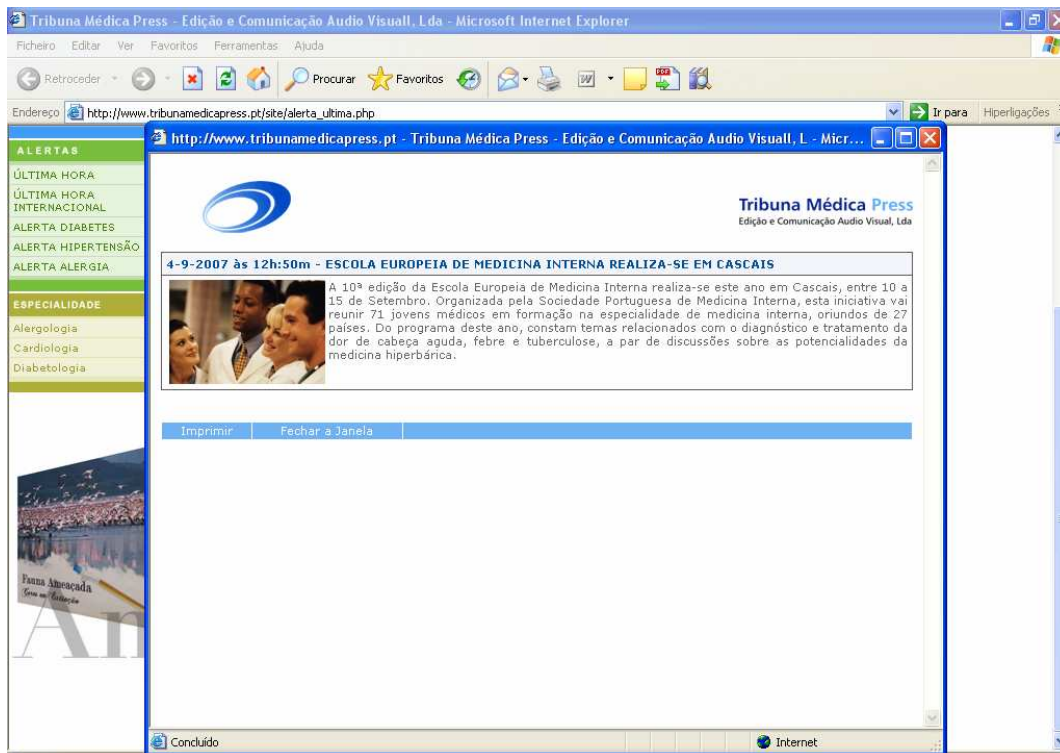 Tribuna Médica Press - Edição e Comunicação Audio Visuall, Lda - Microsoft Internet Explorer
Ficheiro Editar Ver Favoritos Ferramentas Ajuda
Retroceder Procurar Favoritos
Endereço http://www.tribunamedicapress.pt/site/alerta_ultima.php Ir para Hiperligações
http://www.tribunamedicapress.pt - Tribuna Médica Press - Edição e Comunicação Audio Visuall, L - Micr...
ALERTAS
ÚLTIMA HORA
ÚLTIMA HORA
INTERNACIONAL
ALERTA DIABETES
ALERTA HIPERTENSÃO
ALERTA ALERGIA
ESPECIALIDADE
Alergologia
Cardiologia
Diabetologia
Fauna Ameaçada
Am
Tribuna Médica Press
Edição e Comunicação Audio Visual, Lda
4-9-2007 às 12h:50m - ESCOLA EUROPEIA DE MEDICINA INTERNA REALIZA-SE EM CASCAIS
A 10ª edição da Escola Europeia de Medicina Interna realiza-se este ano em Cascais, entre 10 a
15 de Setembro. Organizada pela Sociedade Portuguesa de Medicina Interna, esta iniciativa vai
reunir 71 jovens médicos em formação na especialidade de medicina interna, oriundos de 27
países. Do programa deste ano, constam temas relacionados com o diagnóstico e tratamento da
dor de cabeça aguda, febre e tuberculose, a par de discussões sobre as potencialidades da
medicina hiperbárica.
Imprimir Fechar a Janela
Concluído Internet